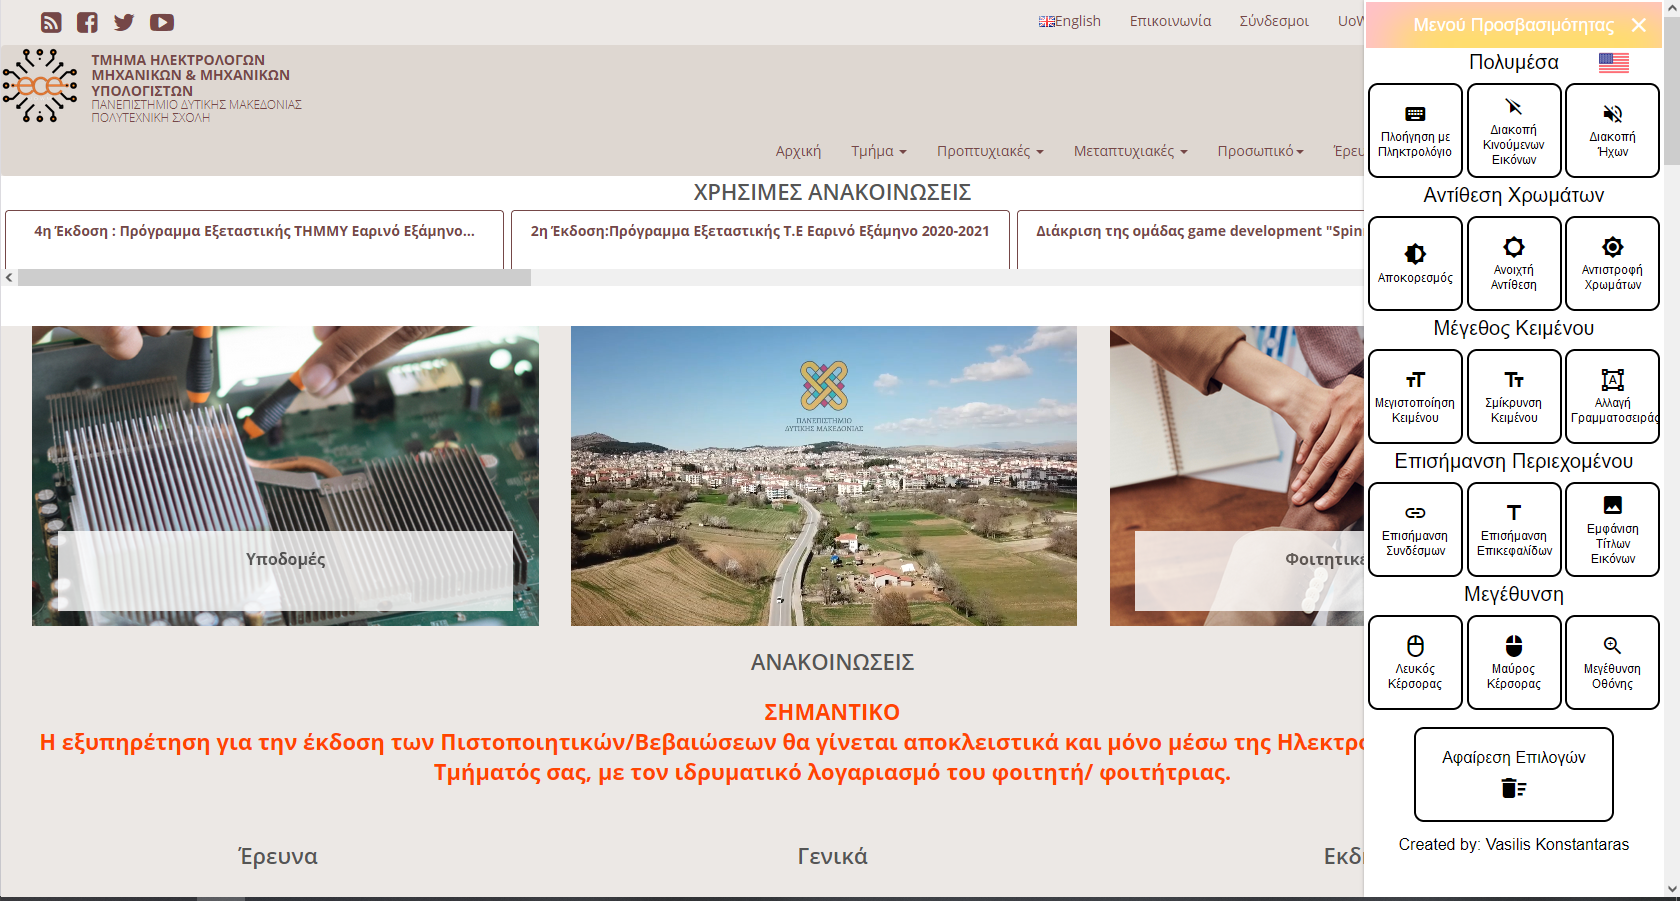 English Επικοινωνία Σύνδεσμοι
ece
ΤΜΗΜΑ ΗΛΕΚΤΡΟΛΟΓΩΝ
ΜΗΧΑΝΙΚΩΝ & ΜΗΧΑΝΙΚΩΝ
ΥΠΟΛΟΓΙΣΤΩΝ
ΠΑΝΕΠΙΣΤΗΜΙΟ ΔΥΤΙΚΗΣ ΜΑΚΕΔΟΝΙΑΣ
ΠΟΛΥΤΕΧΝΙΚΗ ΣΧΟΛΗ
Αρχική Τμήμα Προπτυχιακές Μεταπτυχιακές Προσωπικό
ΧΡΗΣΙΜΕΣ ΑΝΑΚΟΙΝΩΣΕΙΣ
4η Έκδοση : Πρόγραμμα Εξεταστικής ΤΗΜΜΥ Εαρινό Εξάμηνο...
2η Έκδοση:Πρόγραμμα Εξεταστικής Τ.Ε Εαρινό Εξάμηνο 2020-2021
Διάκριση της ομάδας game development "Spin
Υποδομές
ΠΑΝΕΠΙΣΤΗΜΙΟ
ΔΥΤΙΚΗΣ ΜΑΚΕΔΟΝΙΑΣ
Φοιτητικέ
ΑΝΑΚΟΙΝΩΣΕΙΣ
ΣΗΜΑΝΤΙΚΟ
Η εξυπηρέτηση για την έκδοση των Πιστοποιητικών/Βεβαιώσεων θα γίνεται αποκλειστικά και μόνο μέσω της Ηλεκτρο
Τμήματός σας, με τον ιδρυματικό λογαριασμό του φοιτητή/ φοιτήτριας.
Έρευνα Γενικά Εκδ
Μενού Προσβασιμότητας
Πολυμέσα
Πλοήγηση με
Πληκτρολόγιο
Διακοπή
Κινούμενων
Εικόνων
Διακοπή
Ήχων
Αντίθεση Χρωμάτων
Αποκορεσμός
Ανοιχτή
Αντίθεση
Αντιστροφή
Χρωμάτων
Μέγεθος Κειμένου
Μεγιστοποίηση
Κειμένου
Σμίκρυνση
Κειμένου
Αλλαγή
Γραμματοσειράς
Επισήμανση Περιεχομένου
Επισήμανση
Συνδέσμων
Επισήμανση
Επικεφαλίδων
Εμφάνιση
Τίτλων
Εικόνων
Μεγέθυνση
Λευκός
Κέρσορας
Μαύρος
Κέρσορας
Μεγέθυνση
Οθόνης
Αφαίρεση Επιλογών
Created by: Vasilis Konstantaras